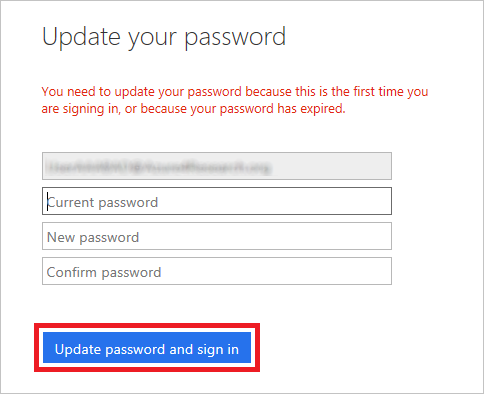 Update your password
You need to update your password because this is the first time you
are signing in, or because your password has expired.
Current password
New password
Confirm password
Update password and sign in